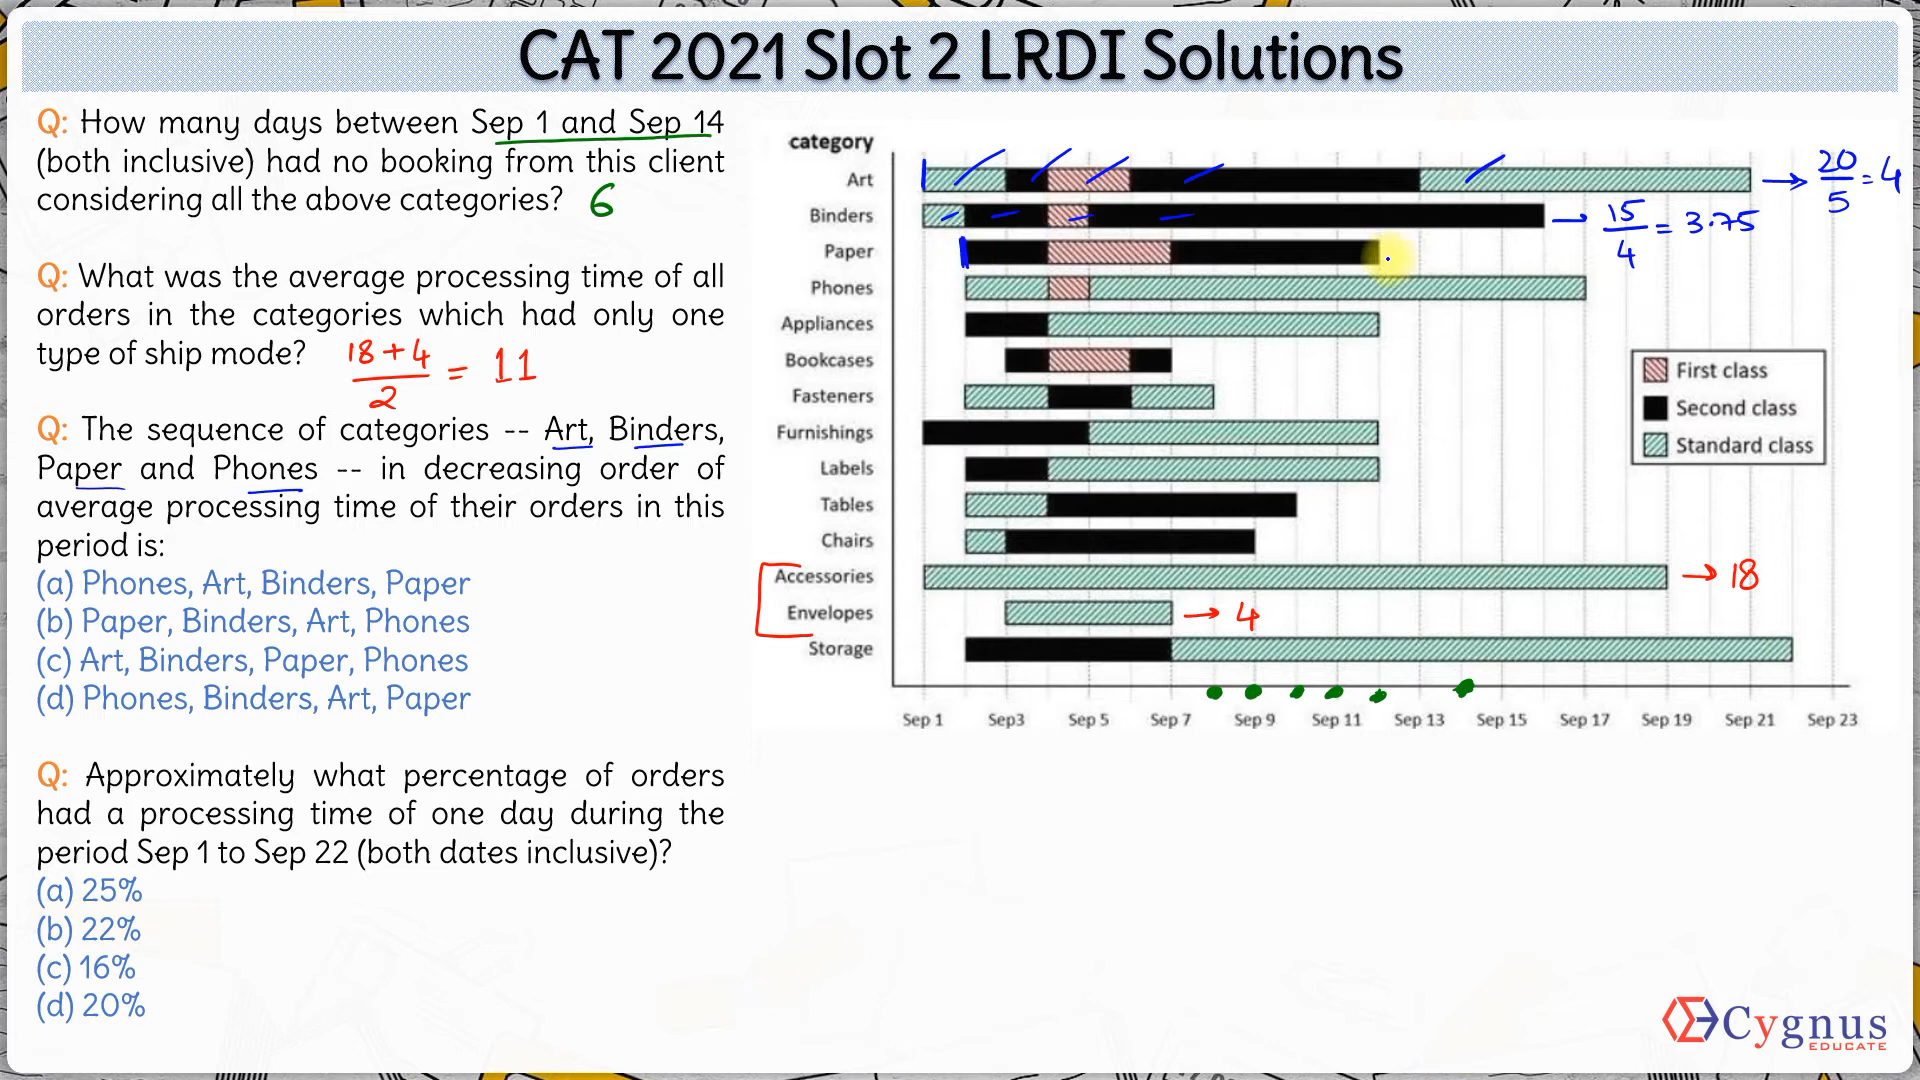 CAT 2021 Slot 2 LRDI Solutions
Q: How many days between Sep 1 and Sep 14
(both inclusive) had no booking from this client
considering all the above categories? 6
Q: What was the average processing time of all
orders in the categories which had only one
type of ship mode? 18 + 4 / 2 = 11
Q: The sequence of categories -- Art, Binders,
Paper and Phones -- in decreasing order of
average processing time of their orders in this
period is:
(a) Phones, Art, Binders, Paper
(b) Paper, Binders, Art, Phones
(c) Art, Binders, Paper, Phones
(d) Phones, Binders, Art, Paper
Q: Approximately what percentage of orders
had a processing time of one day during the
period Sep 1 to Sep 22 (both dates inclusive)?
(a) 25%
(b) 22%
(c) 16%
(d) 20%
category
Art → 20/5 = 4
Binders → 15/4 = 3.75
Paper
Phones
Appliances
Bookcases
Fasteners
Furnishings
Labels
Tables
Chairs
Accessories → 18
Envelopes → 4
Storage
First class
Second class
Standard class
Sep 1 Sep3 Sep 5 Sep 7 Sep 9 Sep 11 Sep 13 Sep 15 Sep 17 Sep 19 Sep 21 Sep 23
Cygnus
EDUCATE